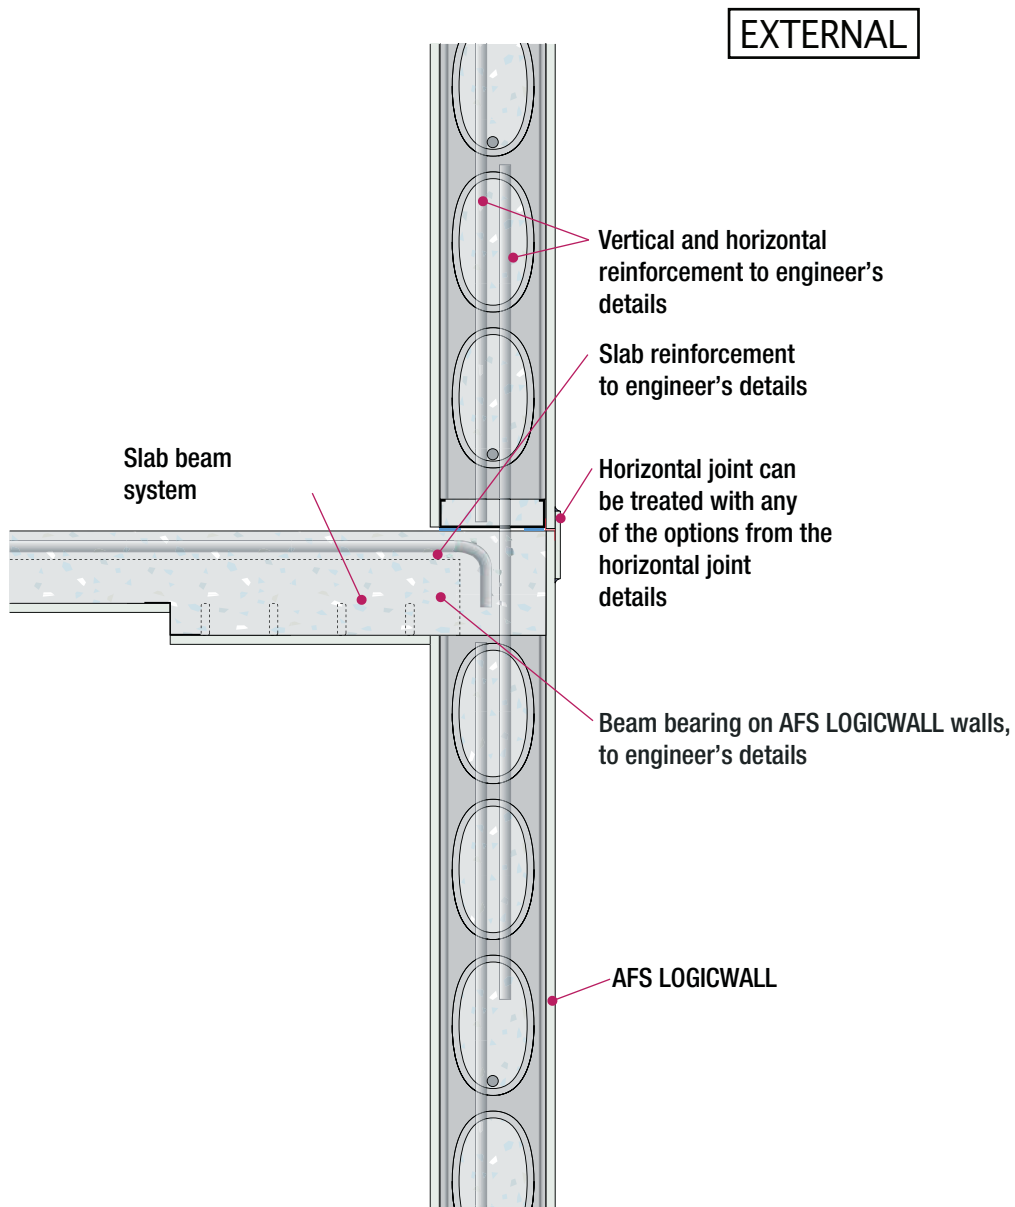 EXTERNAL
Vertical and horizontal
reinforcement to engineer’s
details
Slab reinforcement
to engineer’s details
Slab beam
system
Horizontal joint can
be treated with any
of the options from the
horizontal joint
details
Beam bearing on AFS LOGICWALL walls,
to engineer’s details
AFS LOGICWALL